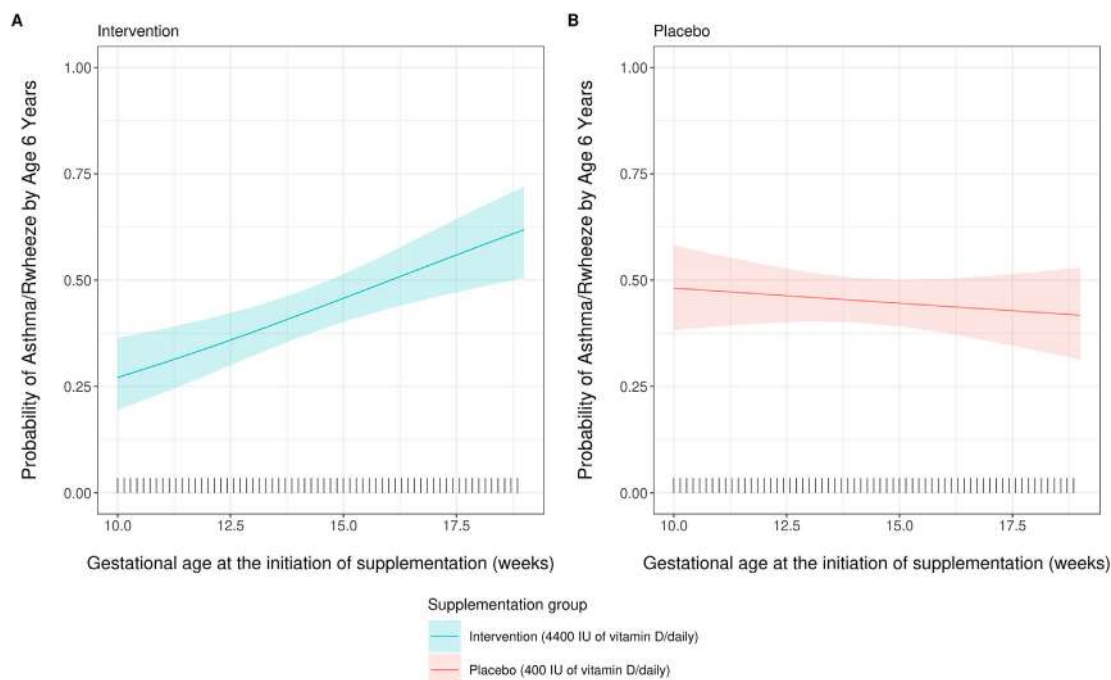 A
Intervention
Probability of Asthma/Rwheeze by Age 6 Years
1.00
0.75
0.50
0.25
0.00
10.0 12.5 15.0 17.5
Gestational age at the initiation of supplementation (weeks)
B
Placebo
Probability of Asthma/Rwheeze by Age 6 Years
1.00
0.75
0.50
0.25
0.00
10.0 12.5 15.0 17.5
Gestational age at the initiation of supplementation (weeks)
Supplementation group
Intervention (4400 IU of vitamin D/daily)
Placebo (400 IU of vitamin D/daily)